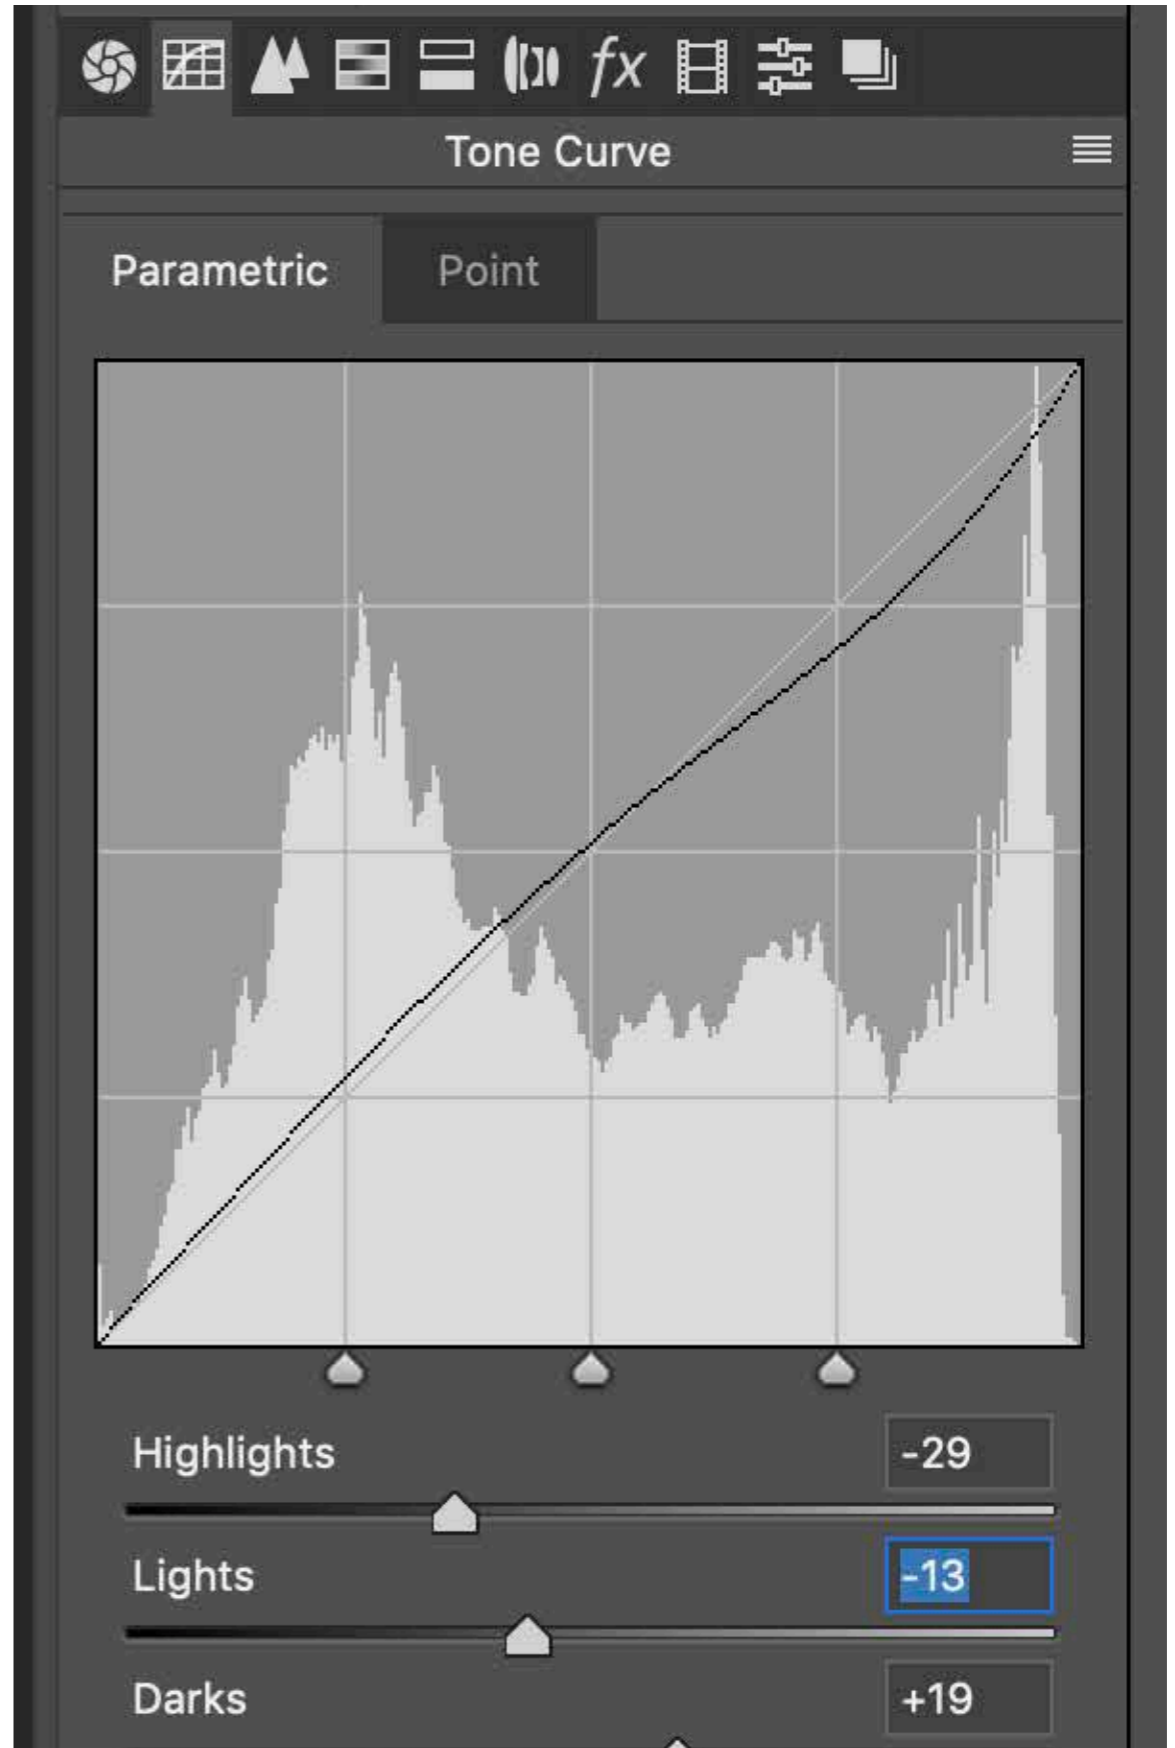 fx
Tone Curve
Parametric Point
Highlights -29
Lights -13
Darks +19